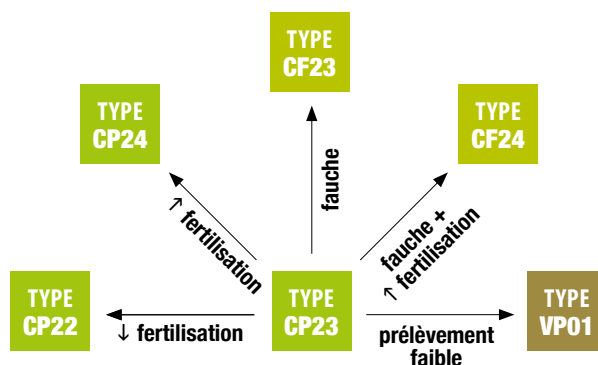 TYPE
CF23
TYPE
CP24
TYPE
CF24
fauche
↑ fertilisation
fauche +
↑ fertilisation
TYPE
CP22
↓ fertilisation
TYPE
CP23
prélèvement
faible
TYPE
VP01